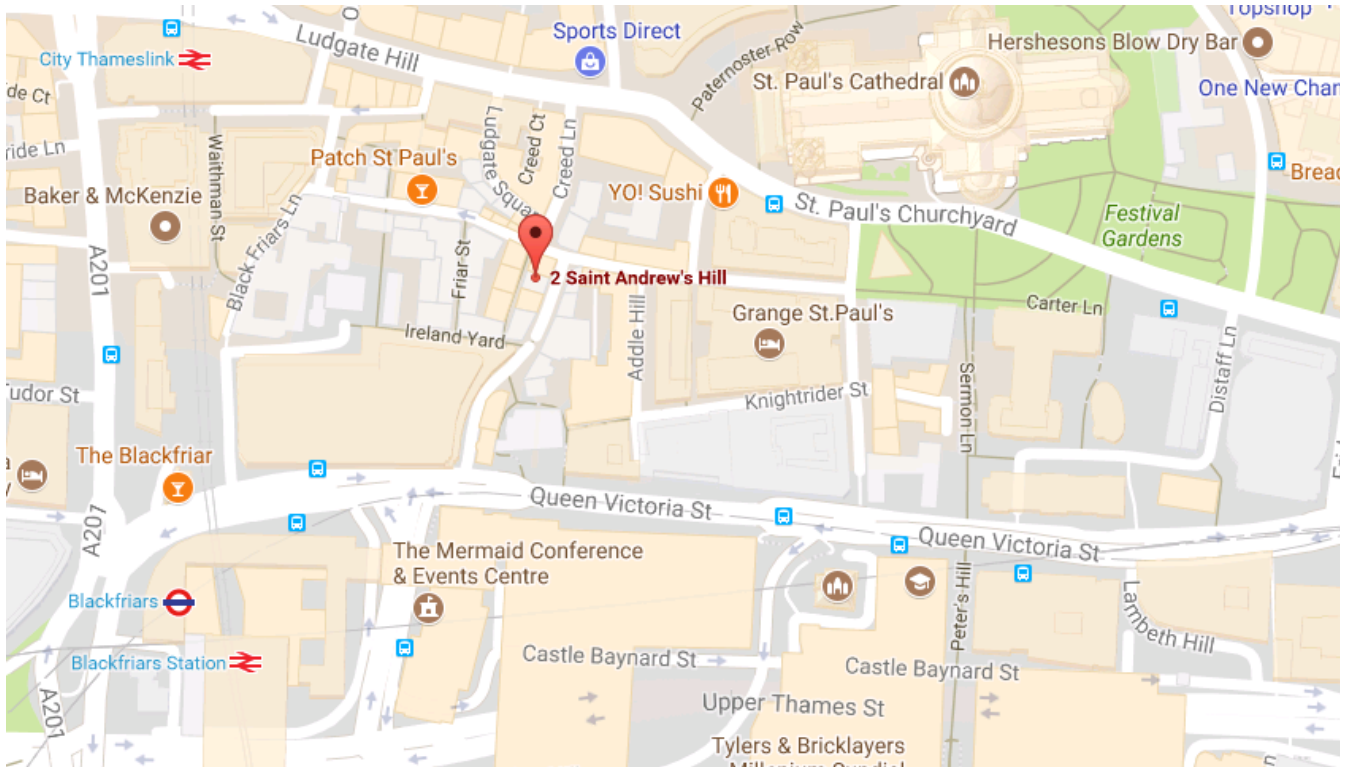 Topshop
Sports Direct
Ludgate Hill
Hershesons Blow Dry Bar
City Thameslink
Paternoster Row
St. Paul's Cathedral
One New Char
de Ct
Ludgate Squa
Creed Ct
Creed Ln
ride Ln
Waithman St
Patch St Paul's
Bread
Baker & McKenzie
YO! Sushi
St. Paul's Churchyard
Festival
Gardens
Black Friars Ln
A201
Friar St
2 Saint Andrew's Hill
Addle Hill
Carter Ln
Grange St.Paul's
Ireland Yard
Distaff Ln
Sermon Ln
Knightrider St
udor St
The Blackfriar
Queen Victoria St
A207
Queen Victoria St
The Mermaid Conference
& Events Centre
Peter's Hill
Blackfriars
Lambeth Hill
Blackfriars Station
Castle Baynard St
Castle Baynard St
A201
Upper Thames St
Tylers & Bricklayers